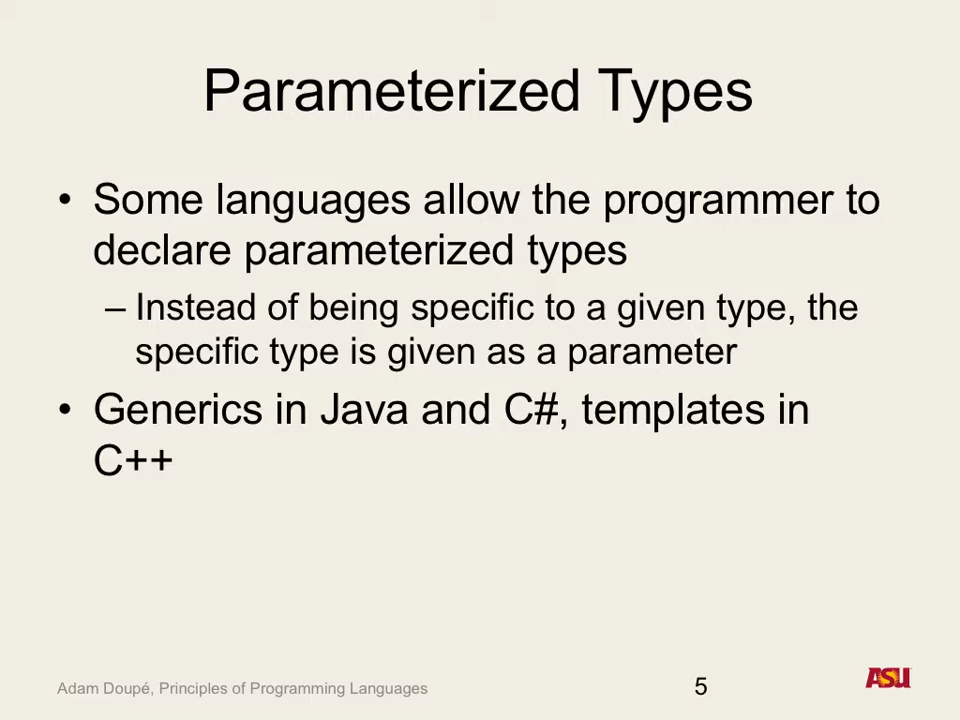 Parameterized Types
• Some languages allow the programmer to
declare parameterized types
– Instead of being specific to a given type, the
specific type is given as a parameter
• Generics in Java and C#, templates in
C++
Adam Doupé, Principles of Programming Languages
5
ASU